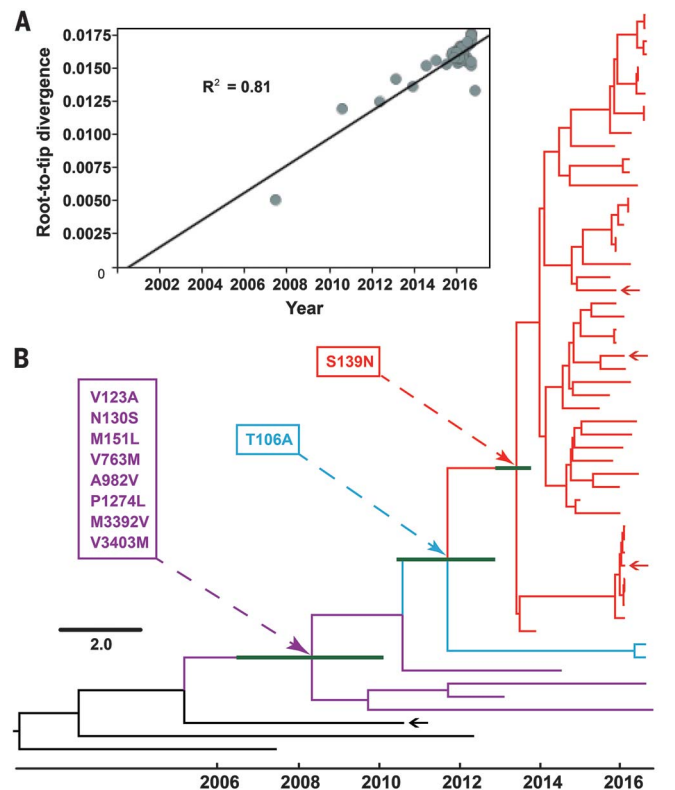 A
Root-to-tip divergence
0.0175
0.0150
0.0125
0.0100
0.0075
0.0050
0.0025
0
R² = 0.81
2002 2004 2006 2008 2010 2012 2014 2016
Year
B
S139N
T106A
V123A
N130S
M151L
V763M
A982V
P1274L
M3392V
V3403M
2.0
2006 2008 2010 2012 2014 2016